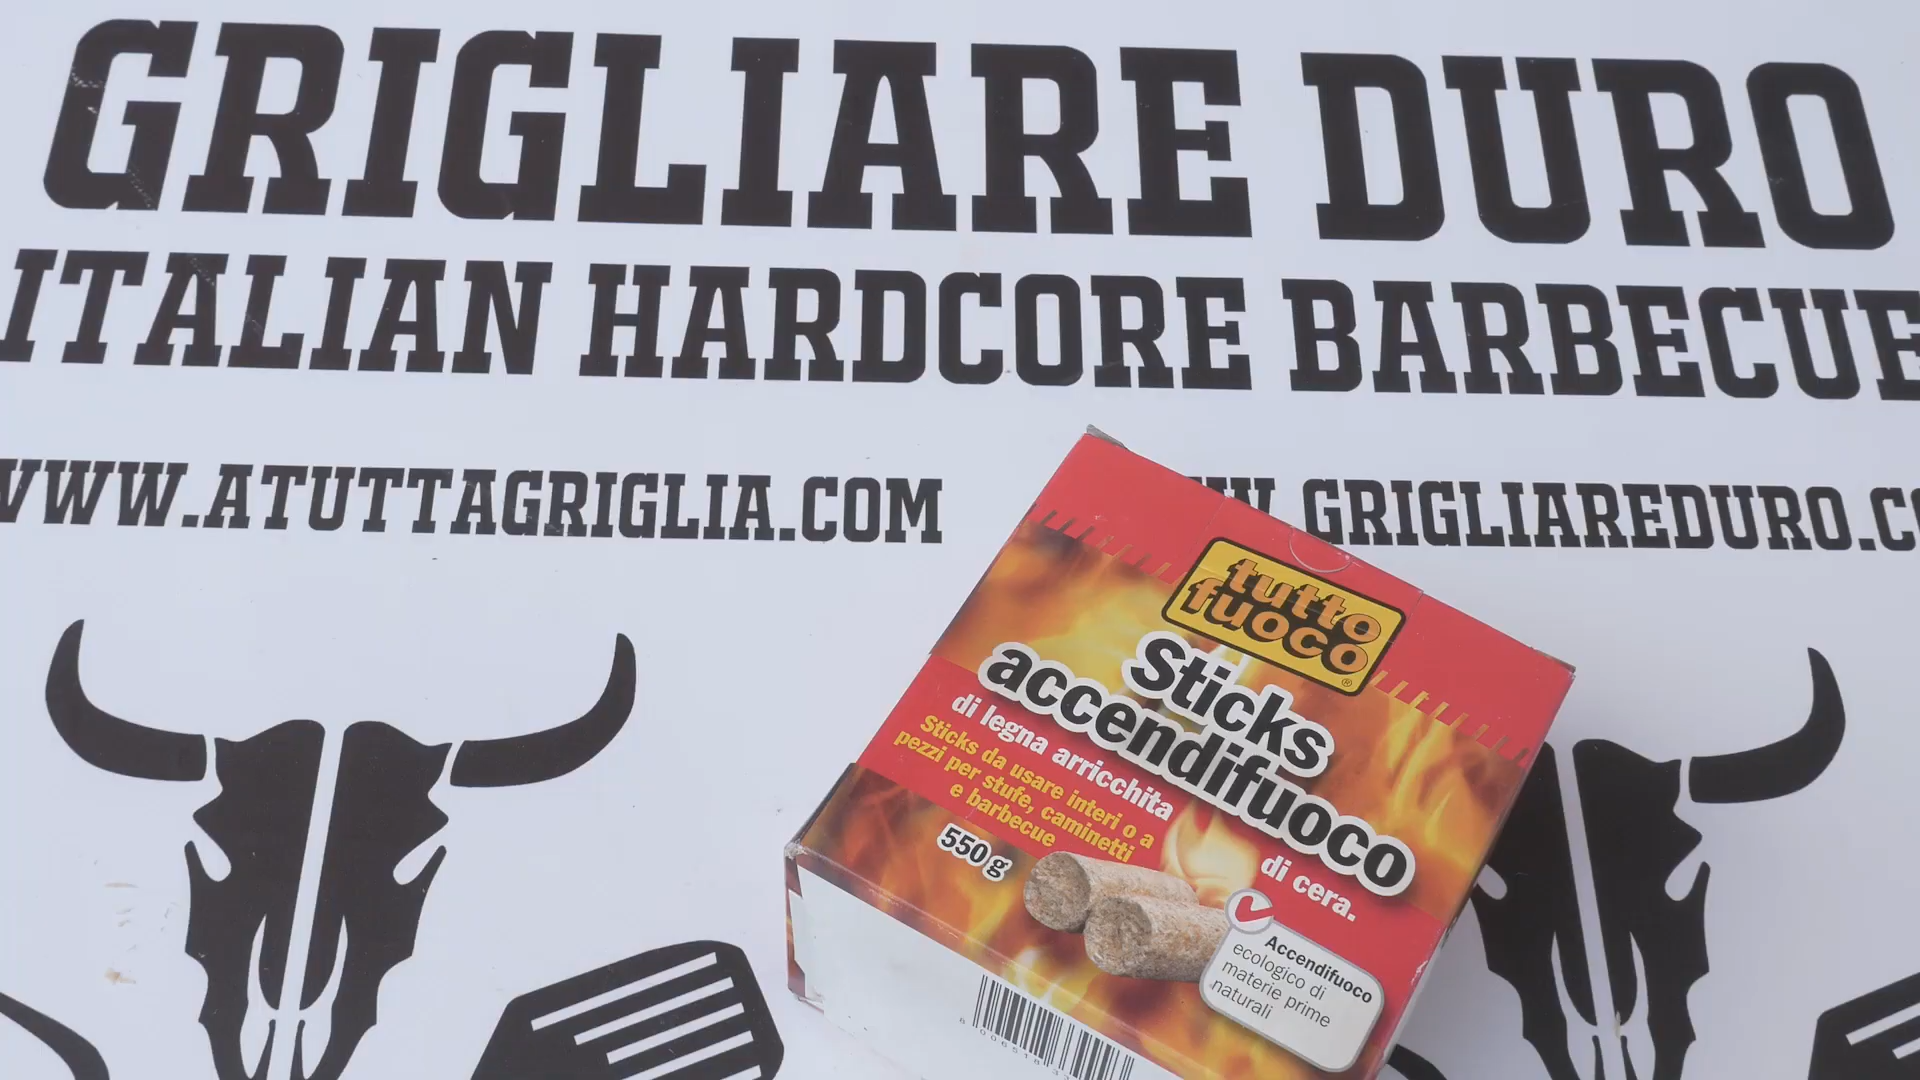 GRIGLIARE DURO
ITALIAN HARDCORE BARBECUE
WWW.ATUTTAGRIGLIA.COM
GRIGLIAREDURO.CO
tutto
fuoco
Sticks
accendifuoco
di legna arricchita
di cera.
Sticks da usare interi o a
pezzi per stufe, caminetti
e barbecue
550 g
Accendifuoco
ecologico di
materie prime
naturali